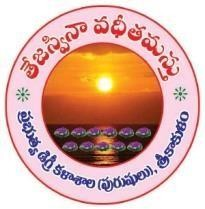 తేజస్వినా వధీతమస్తు
ప్రభుత్వ డిగ్రీ కళాశాల (పురుషులు), శ్రీకాకుళం